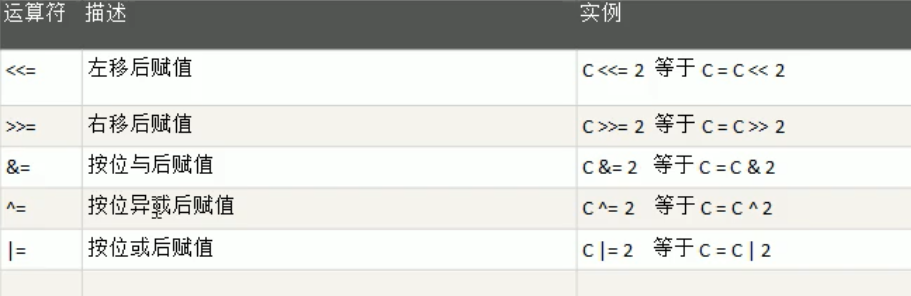 运算符 描述 实例
<<= 左移后赋值 C <<= 2 等于 C = C << 2
>>= 右移后赋值 C >>= 2 等于 C = C >> 2
&= 按位与后赋值 C &= 2 等于 C = C & 2
^= 按位异或后赋值 C ^= 2 等于 C = C ^ 2
|= 按位或后赋值 C |= 2 等于 C = C | 2